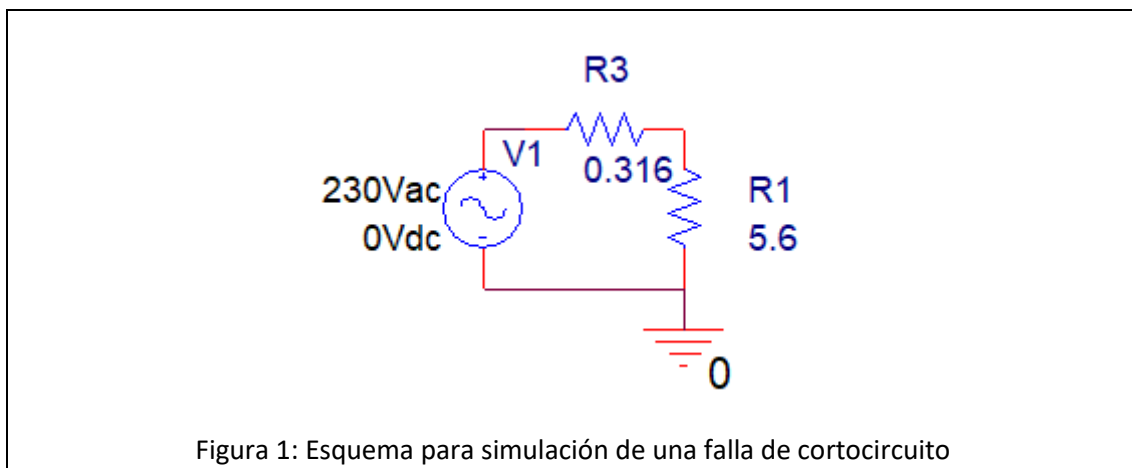 R3
V1
0.316
230Vac
0Vdc
+
-
R1
5.6
0
Figura 1: Esquema para simulación de una falla de cortocircuito